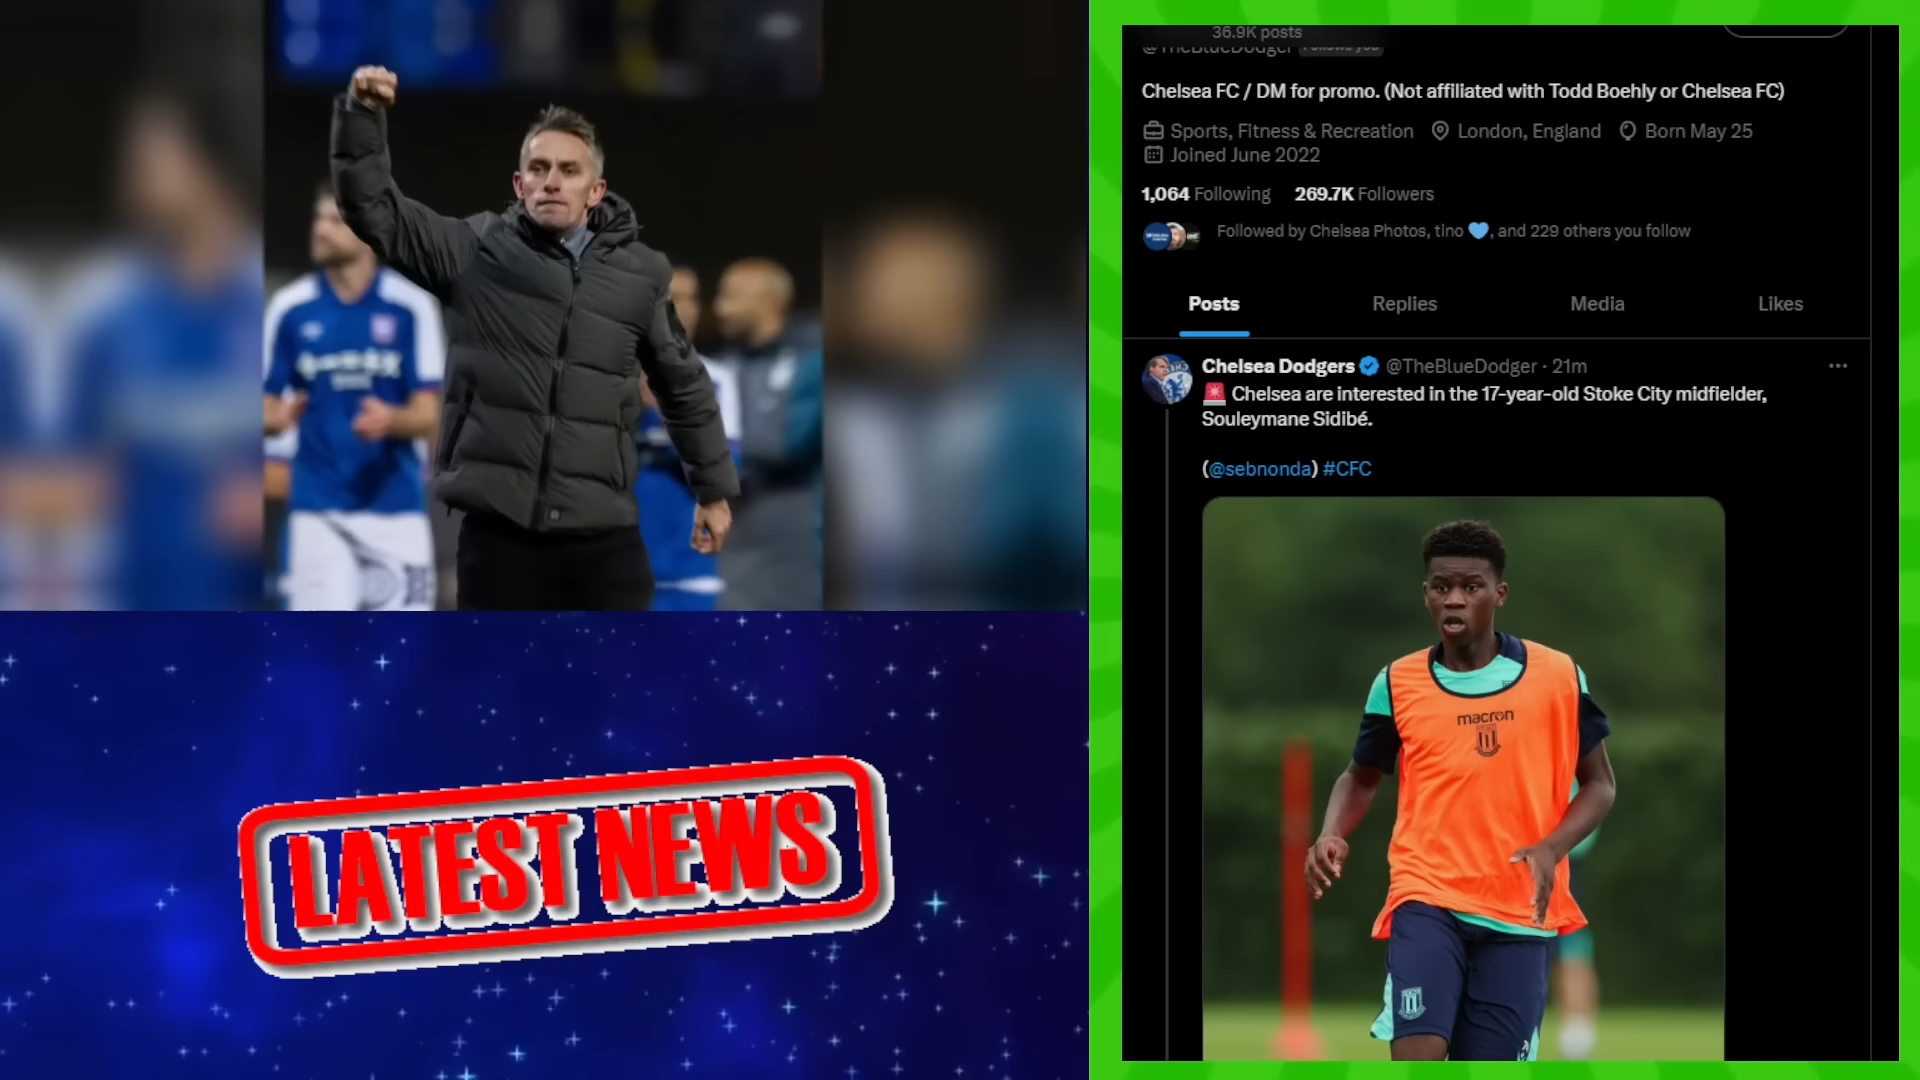 LATEST NEWS
36.9K posts
@TheBlueDodger Follows you
Chelsea FC / DM for promo. (Not affiliated with Todd Boehly or Chelsea FC)
Sports, Fitness & Recreation London, England Born May 25
Joined June 2022
1,064 Following 269.7K Followers
Followed by Chelsea Photos, tino 💙, and 229 others you follow
Posts Replies Media Likes
Chelsea Dodgers @TheBlueDodger · 21m
🚨 Chelsea are interested in the 17-year-old Stoke City midfielder,
Souleymane Sidibé.
(@sebnonda) #CFC
macron